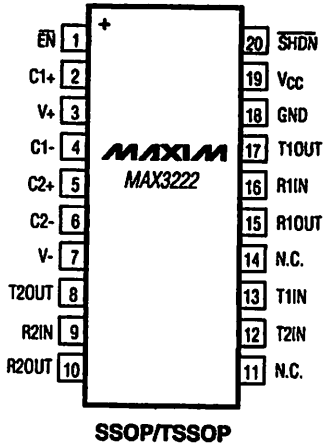 +
EN 1 20 SHDN
C1+ 2 19 VCC
V+ 3 18 GND
C1- 4 MAXIM 17 T1OUT
C2+ 5 MAX3222 16 R1IN
C2- 6 15 R1OUT
V- 7 14 N.C.
T2OUT 8 13 T1IN
R2IN 9 12 T2IN
R2OUT 10 11 N.C.
SSOP/TSSOP